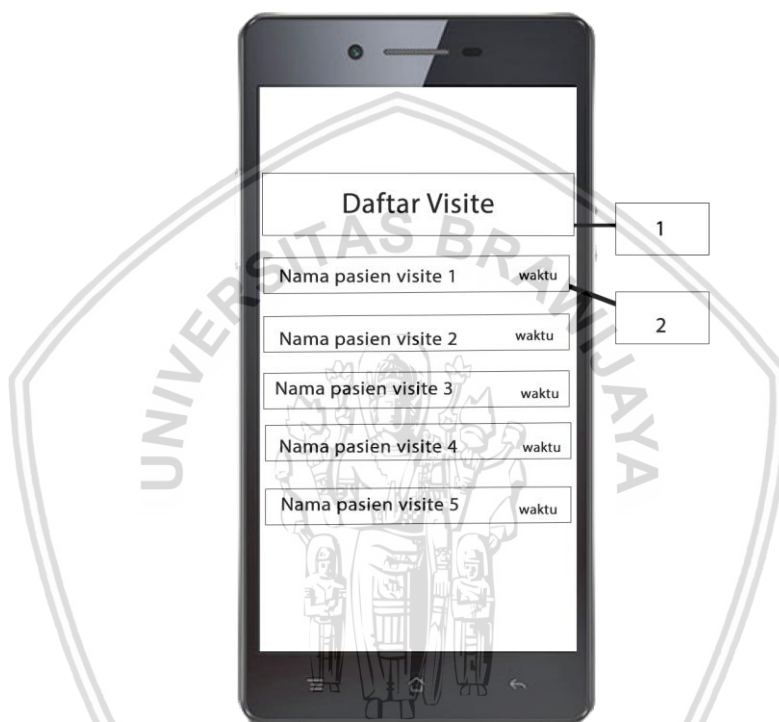 Daftar Visite
1
Nama pasien visite 1 waktu
2
Nama pasien visite 2 waktu
Nama pasien visite 3 waktu
Nama pasien visite 4 waktu
Nama pasien visite 5 waktu
UNIVERSITAS BRAWIJAYA